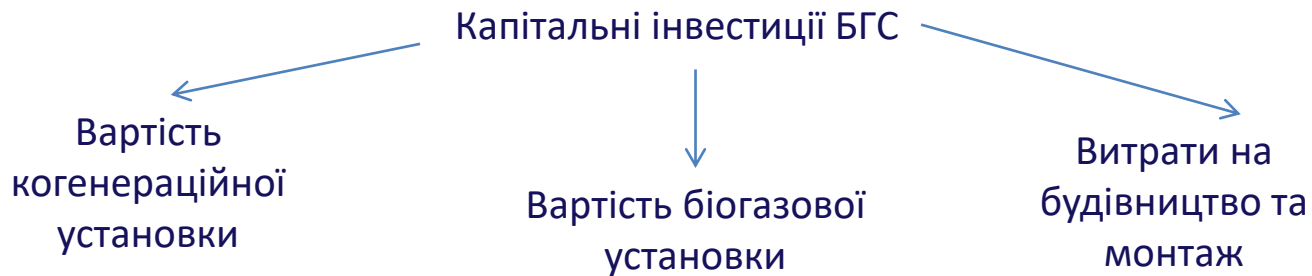 Капітальні інвестиції БГС
Вартість
когенераційної
установки
Вартість біогазової
установки
Витрати на
будівництво та
монтаж